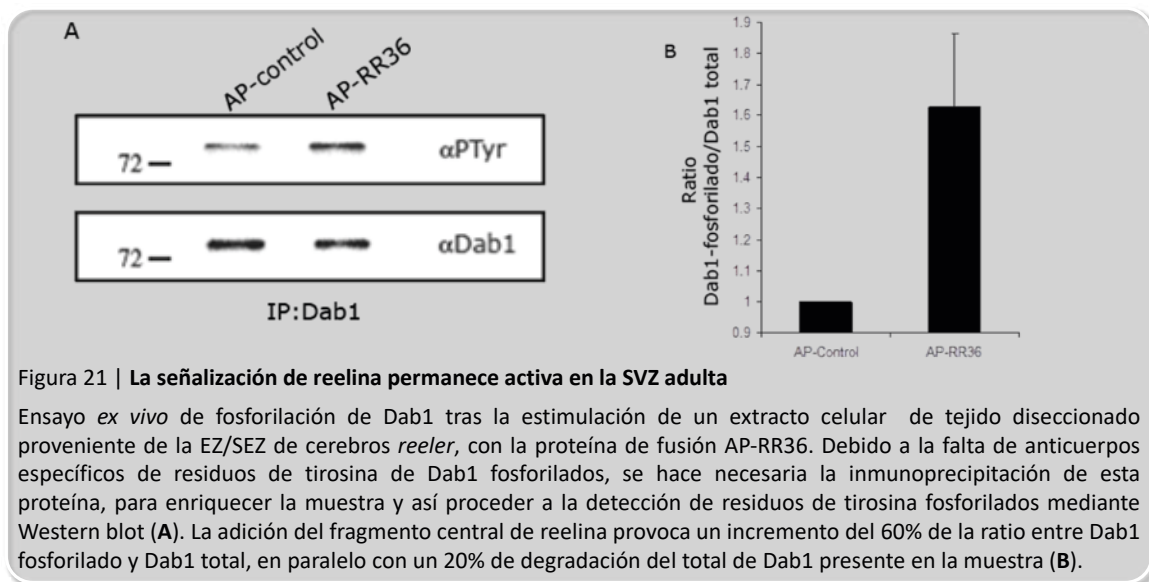 A
AP-control
AP-RR36
72
αPTyr
72
αDab1
IP:Dab1
B
Ratio
Dab1-fosforilado/Dab1 total
1.9
1.8
1.7
1.6
1.5
1.4
1.3
1.2
1.1
1
0.9
AP-Control
AP-RR36
Figura 21 | La señalización de reelina permanece activa en la SVZ adulta
Ensayo ex vivo de fosforilación de Dab1 tras la estimulación de un extracto celular de tejido diseccionado
proveniente de la EZ/SEZ de cerebros reeler, con la proteína de fusión AP-RR36. Debido a la falta de anticuerpos
específicos de residuos de tirosina de Dab1 fosforilados, se hace necesaria la inmunoprecipitación de esta
proteína, para enriquecer la muestra y así proceder a la detección de residuos de tirosina fosforilados mediante
Western blot (A). La adición del fragmento central de reelina provoca un incremento del 60% de la ratio entre Dab1
fosforilado y Dab1 total, en paralelo con un 20% de degradación del total de Dab1 presente en la muestra (B).